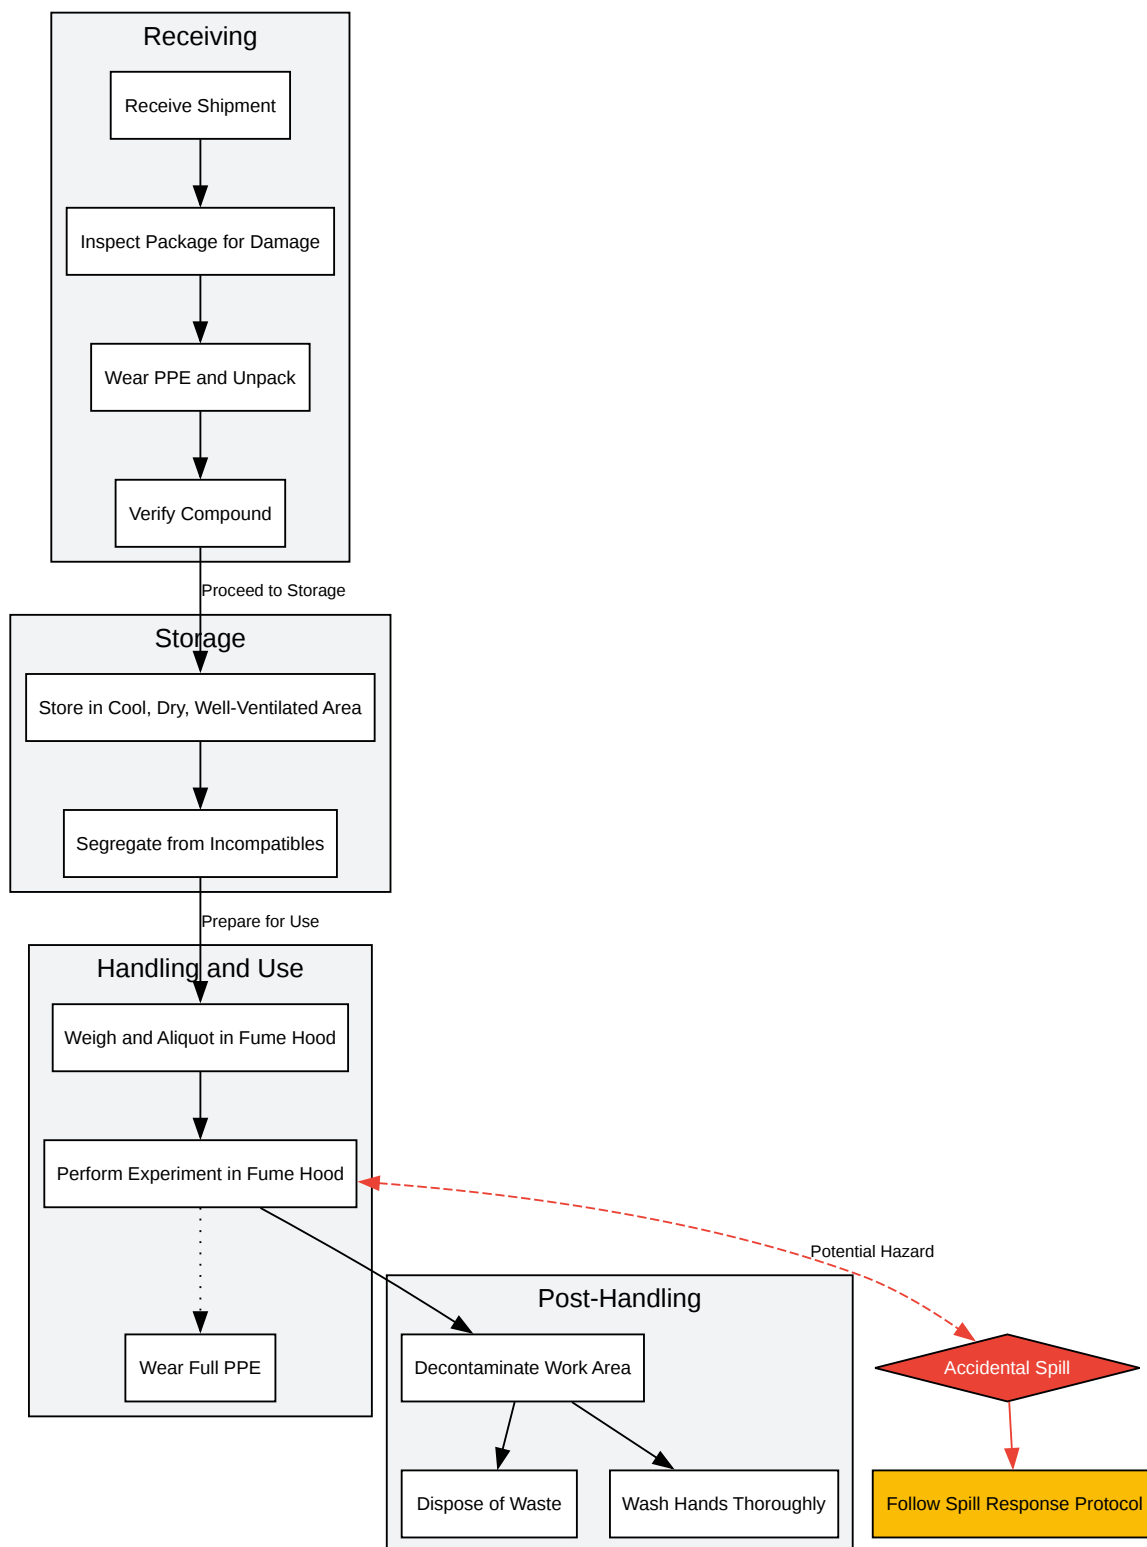 Receiving
Receive Shipment
Inspect Package for Damage
Wear PPE and Unpack
Verify Compound
Proceed to Storage
Storage
Store in Cool, Dry, Well-Ventilated Area
Segregate from Incompatibles
Prepare for Use
Handling and Use
Weigh and Aliquot in Fume Hood
Perform Experiment in Fume Hood
Potential Hazard
Post-Handling
Wear Full PPE
Decontaminate Work Area
Accidental Spill
Dispose of Waste
Wash Hands Thoroughly
Follow Spill Response Protocol